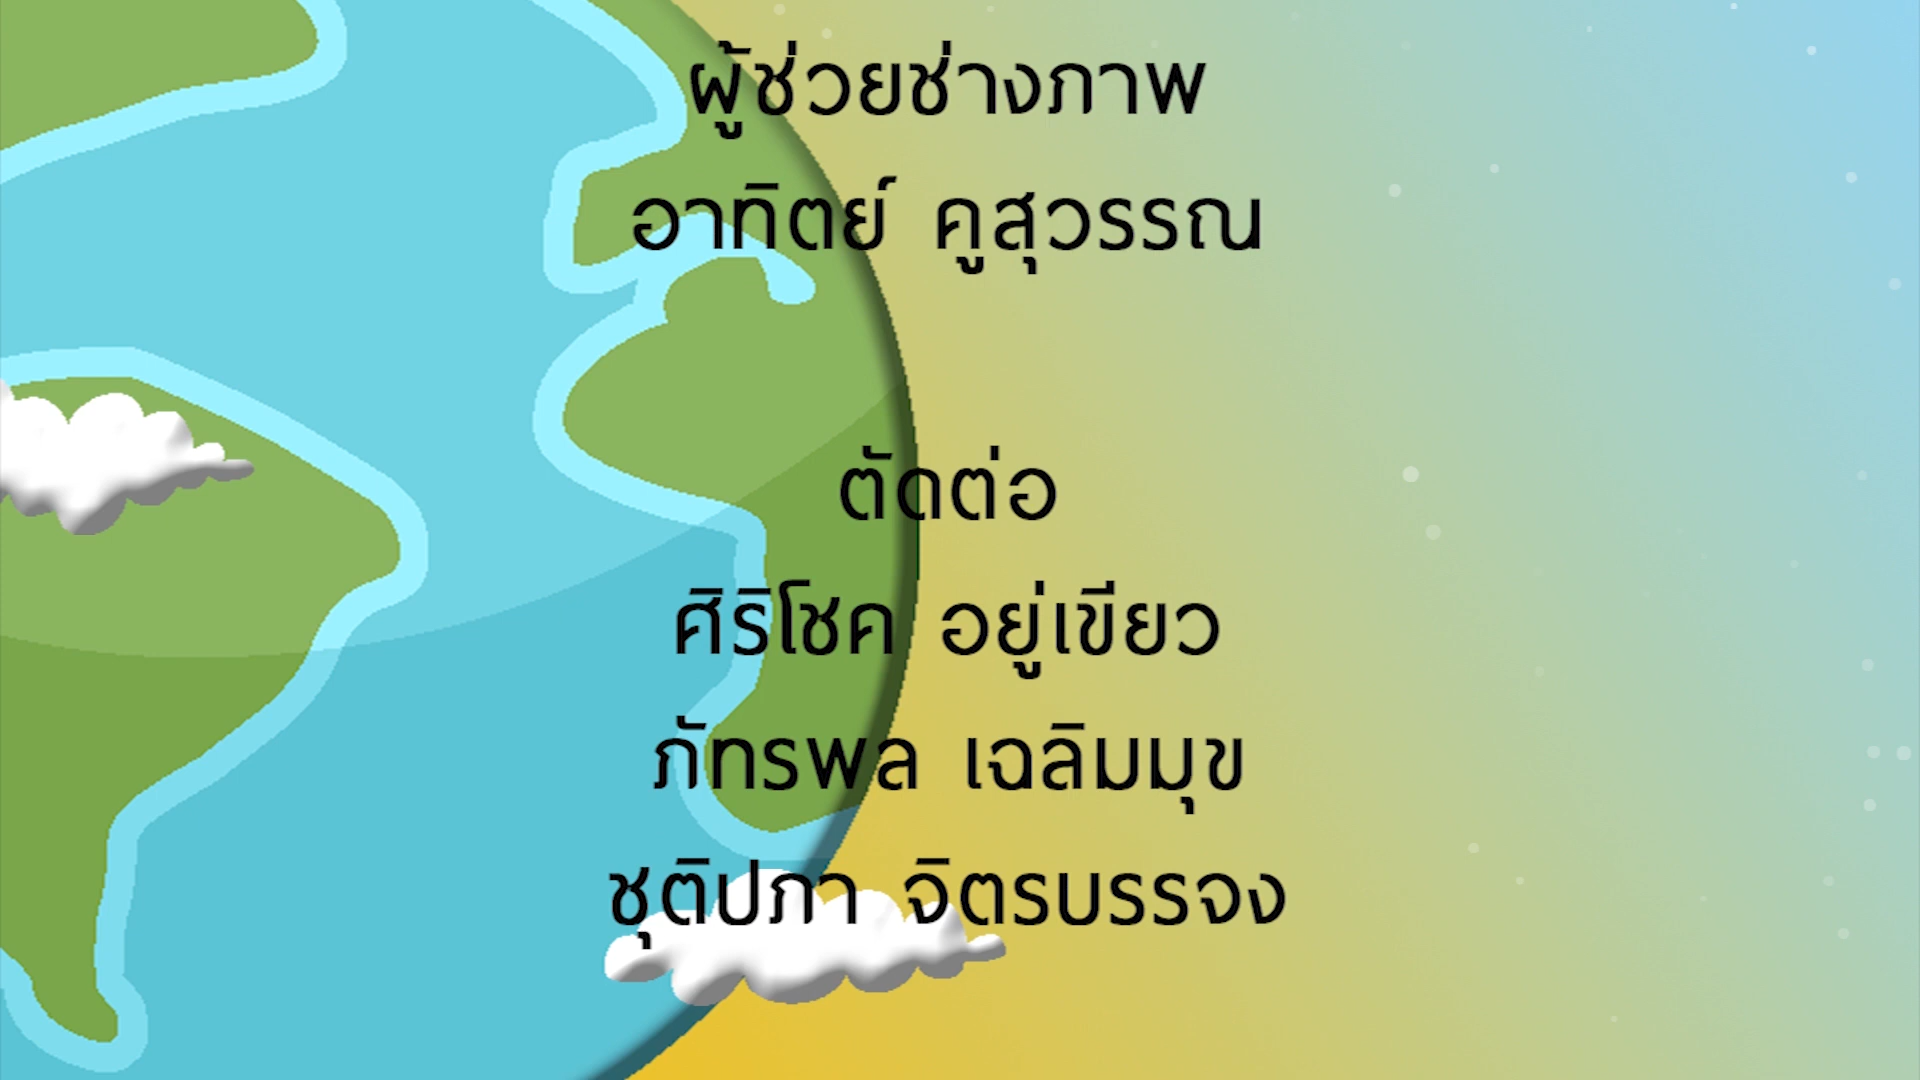 ผู้ช่วยช่างภาพ
อาทิตย์ คูสุวรรณ
ตัดต่อ
ศิริโชค อยู่เขียว
ภัทรพล เฉลิมมุข
ชุติปภา จิตรบรรจง